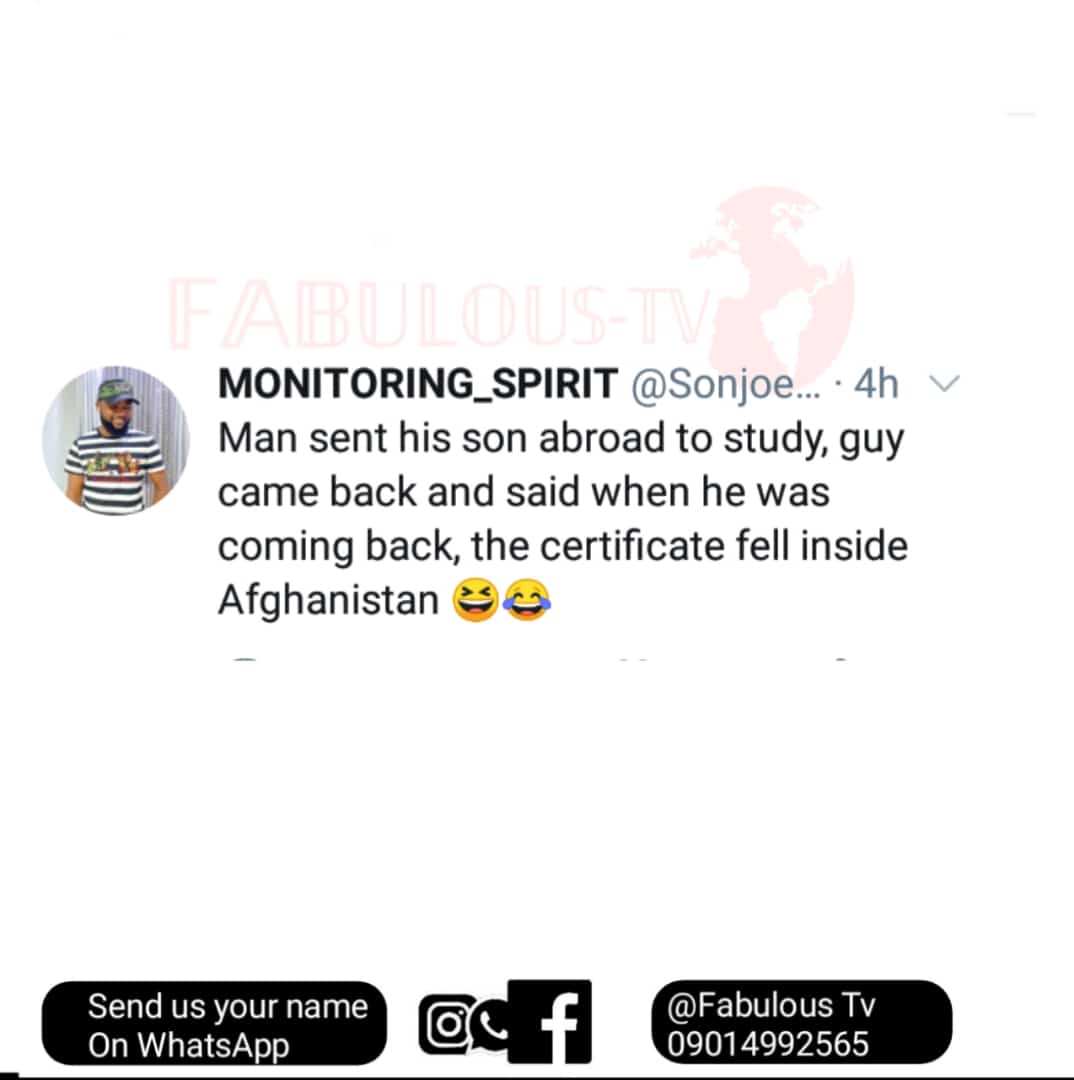 FABULOUS-TV
MONITORING_SPIRIT @Sonjoe... · 4h
Man sent his son abroad to study, guy
came back and said when he was
coming back, the certificate fell inside
Afghanistan 😆😂
Send us your name
On WhatsApp
@Fabulous Tv
09014992565